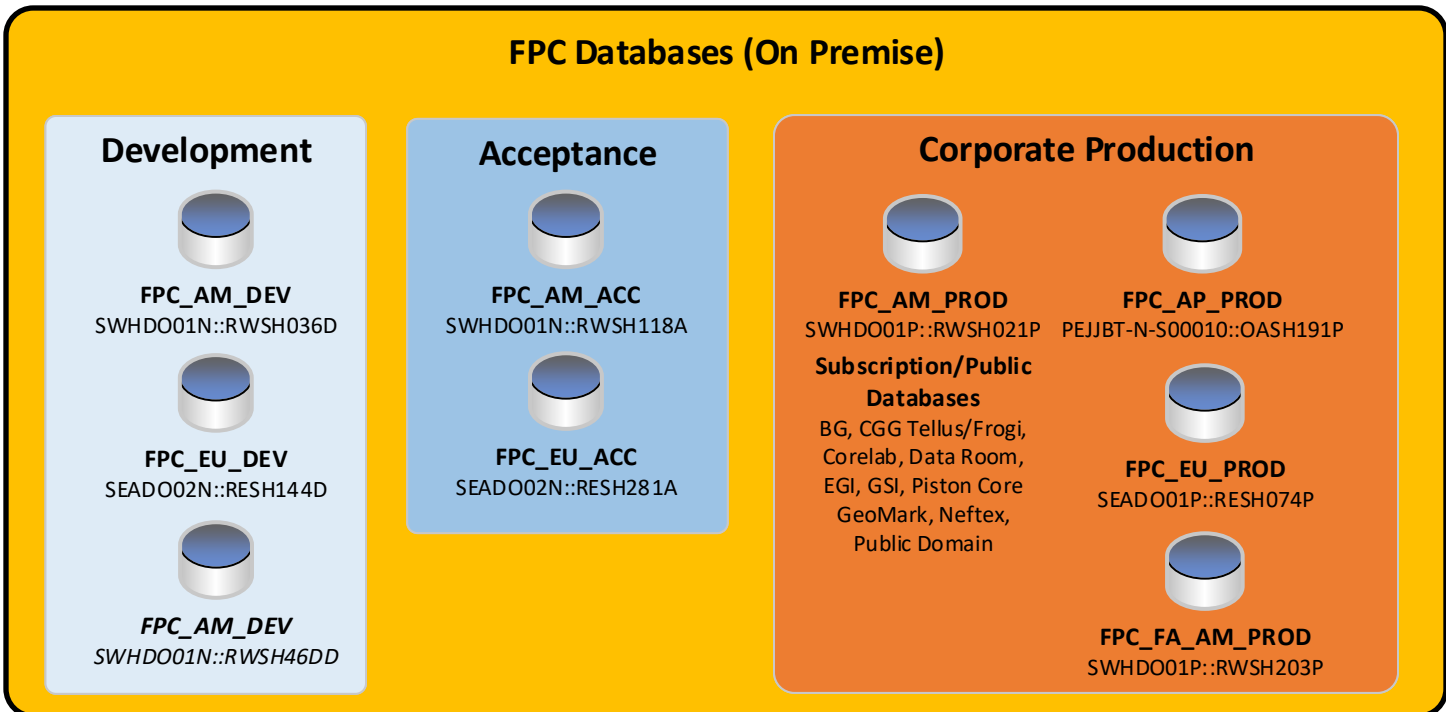 FPC Databases (On Premise)
Development
FPC_AM_DEV
SWHDO01N::RWSH036D
FPC_EU_DEV
SEADO02N::RESH144D
FPC_AM_DEV
SWHDO01N::RWSH46DD
Acceptance
FPC_AM_ACC
SWHDO01N::RWSH118A
FPC_EU_ACC
SEADO02N::RESH281A
Corporate Production
FPC_AM_PROD
SWHDO01P::RWSH021P
Subscription/Public
Databases
BG, CGG Tellus/Frogi,
Corelab, Data Room,
EGI, GSI, Piston Core
GeoMark, Neftex,
Public Domain
FPC_AP_PROD
PEJJBT-N-S00010::OASH191P
FPC_EU_PROD
SEADO01P::RESH074P
FPC_FA_AM_PROD
SWHDO01P::RWSH203P